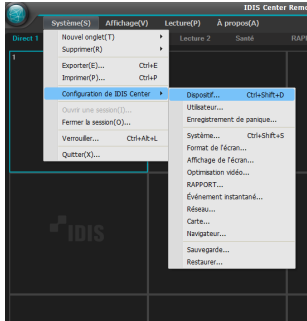 IDIS Center Remo
Système(S) Affichage(V) Lecture(P) À propos(A)
Direct 1 Lecture 2 Santé RAP
Nouvel onglet(T)
Supprimer(R)
Exporter(E)... Ctrl+E
Imprimer(P)... Ctrl+P
Configuration de IDIS Center
Ouvrir une session(I)...
Fermer la session(O)...
Verrouiller... Ctrl+Alt+L
Quitter(X)...
Dispositif... Ctrl+Shift+D
Utilisateur...
Enregistrement de panique...
Système... Ctrl+Shift+S
Format de l'écran...
Affichage de l'écran...
Optimisation vidéo...
RAPPORT...
Événement instantané...
Réseau...
Carte...
Navigateur...
Sauvegarde...
Restaurer...
1
IDIS